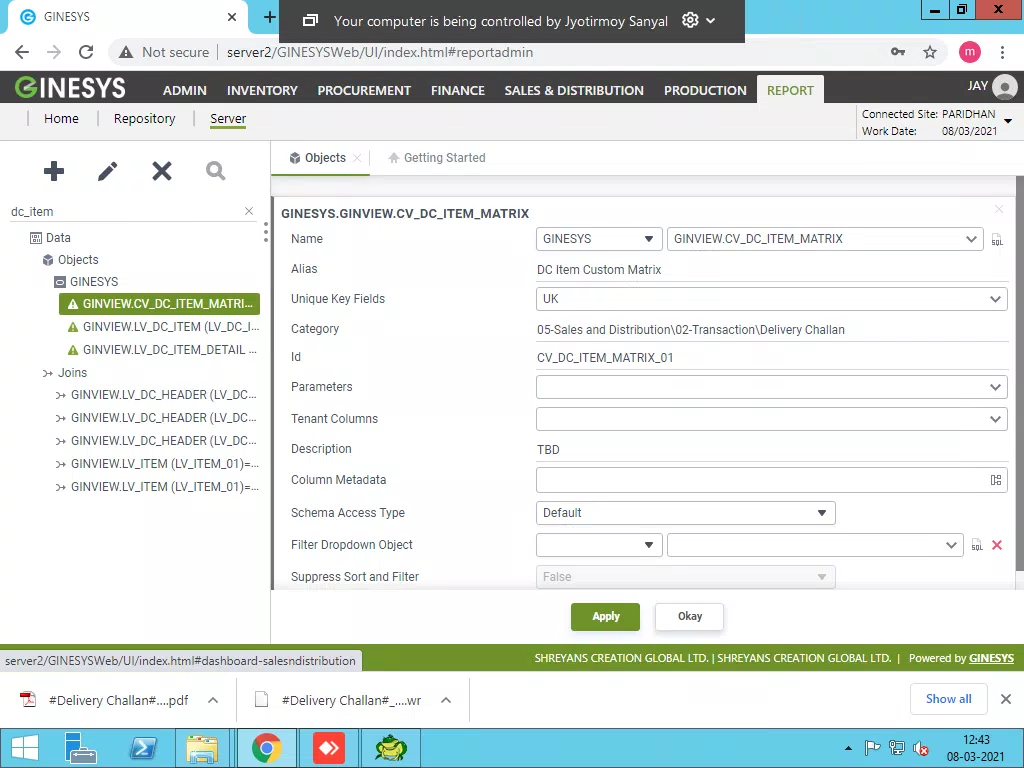 GINESYS
Your computer is being controlled by Jyotirmoy Sanyal
Not secure
server2/GINESYSWeb/UI/index.html#reportadmin
m
GINESYS
ADMIN
INVENTORY
PROCUREMENT
FINANCE
SALES & DISTRIBUTION
PRODUCTION
REPORT
JAY
Home
Repository
Server
Connected Site: PARIDHAN
Work Date: 08/03/2021
Objects
Getting Started
dc_item
Data
Objects
GINESYS
GINVIEW.CV_DC_ITEM_MATRI...
GINVIEW.LV_DC_ITEM (LV_DC_I...
GINVIEW.LV_DC_ITEM_DETAIL ...
Joins
GINVIEW.LV_DC_HEADER (LV_DC...
GINVIEW.LV_DC_HEADER (LV_DC...
GINVIEW.LV_DC_HEADER (LV_DC...
GINVIEW.LV_ITEM (LV_ITEM_01)=...
GINVIEW.LV_ITEM (LV_ITEM_01)=...
GINESYS.GINVIEW.CV_DC_ITEM_MATRIX
Name GINESYS GINVIEW.CV_DC_ITEM_MATRIX SQL
Alias DC Item Custom Matrix
Unique Key Fields UK
Category 05-Sales and Distribution\02-Transaction\Delivery Challan
Id CV_DC_ITEM_MATRIX_01
Parameters
Tenant Columns
Description TBD
Column Metadata
Schema Access Type Default
Filter Dropdown Object SQL
Suppress Sort and Filter False
Apply
Okay
server2/GINESYSWeb/UI/index.html#dashboard-salesndistribution
SHREYANS CREATION GLOBAL LTD. | SHREYANS CREATION GLOBAL LTD. | Powered by GINESYS
#Delivery Challan#....pdf
#Delivery Challan#_....wr
Show all
12:43
08-03-2021